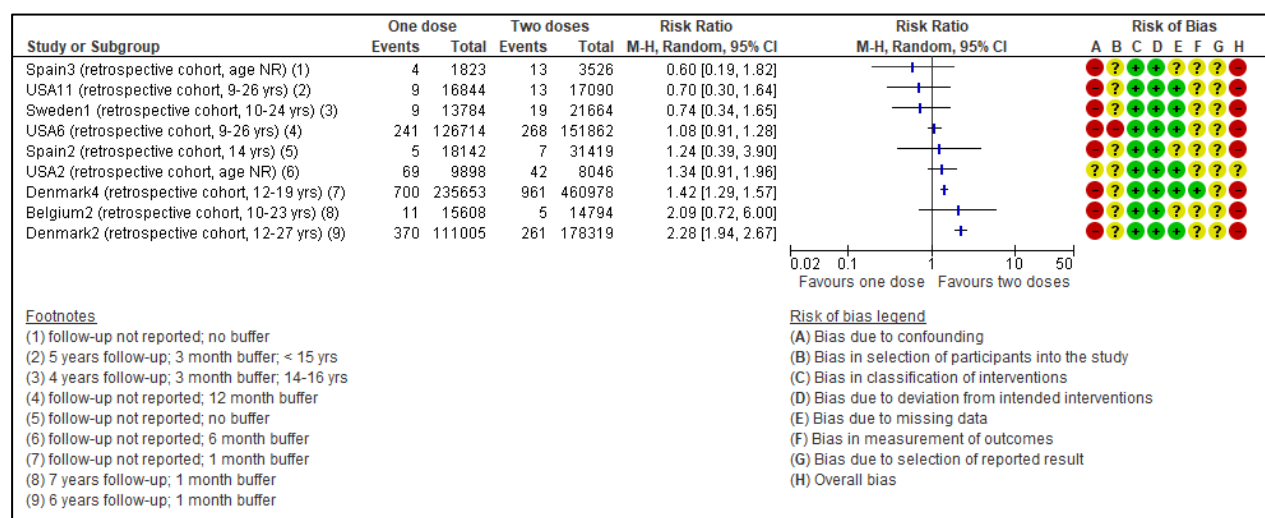 One dose Two doses Risk Ratio Risk Ratio Risk of Bias
Study or Subgroup Events Total Events Total M-H, Random, 95% CI M-H, Random, 95% CI A B C D E F G H
Spain3 (retrospective cohort, age NR) (1) 4 1823 13 3526 0.60 [0.19, 1.82] - ? + + ? ? ? -
USA11 (retrospective cohort, 9-26 yrs) (2) 9 16844 13 17090 0.70 [0.30, 1.64] - ? + + + ? ? -
Sweden1 (retrospective cohort, 10-24 yrs) (3) 9 13784 19 21664 0.74 [0.34, 1.65] - ? + + + ? ? -
USA6 (retrospective cohort, 9-26 yrs) (4) 241 126714 268 151862 1.08 [0.91, 1.28] - - + + + ? ? -
Spain2 (retrospective cohort, 14 yrs) (5) 5 18142 7 31419 1.24 [0.39, 3.90] - ? + + ? ? ? -
USA2 (retrospective cohort, age NR) (6) 69 9898 42 8046 1.34 [0.91, 1.96] ? ? + + + ? ? ?
Denmark4 (retrospective cohort, 12-19 yrs) (7) 700 235653 961 460978 1.42 [1.29, 1.57] - ? + + + + ? -
Belgium2 (retrospective cohort, 10-23 yrs) (8) 11 15608 5 14794 2.09 [0.72, 6.00] - ? + + ? ? ? -
Denmark2 (retrospective cohort, 12-27 yrs) (9) 370 111005 261 178319 2.28 [1.94, 2.67] - ? + + + ? ? -
0.02 0.1 1 10 50
Favours one dose Favours two doses
Footnotes
(1) follow-up not reported; no buffer
(2) 5 years follow-up; 3 month buffer; < 15 yrs
(3) 4 years follow-up; 3 month buffer; 14-16 yrs
(4) follow-up not reported; 12 month buffer
(5) follow-up not reported; no buffer
(6) follow-up not reported; 6 month buffer
(7) follow-up not reported; 1 month buffer
(8) 7 years follow-up; 1 month buffer
(9) 6 years follow-up; 1 month buffer
Risk of bias legend
(A) Bias due to confounding
(B) Bias in selection of participants into the study
(C) Bias in classification of interventions
(D) Bias due to deviation from intended interventions
(E) Bias due to missing data
(F) Bias in measurement of outcomes
(G) Bias due to selection of reported result
(H) Overall bias